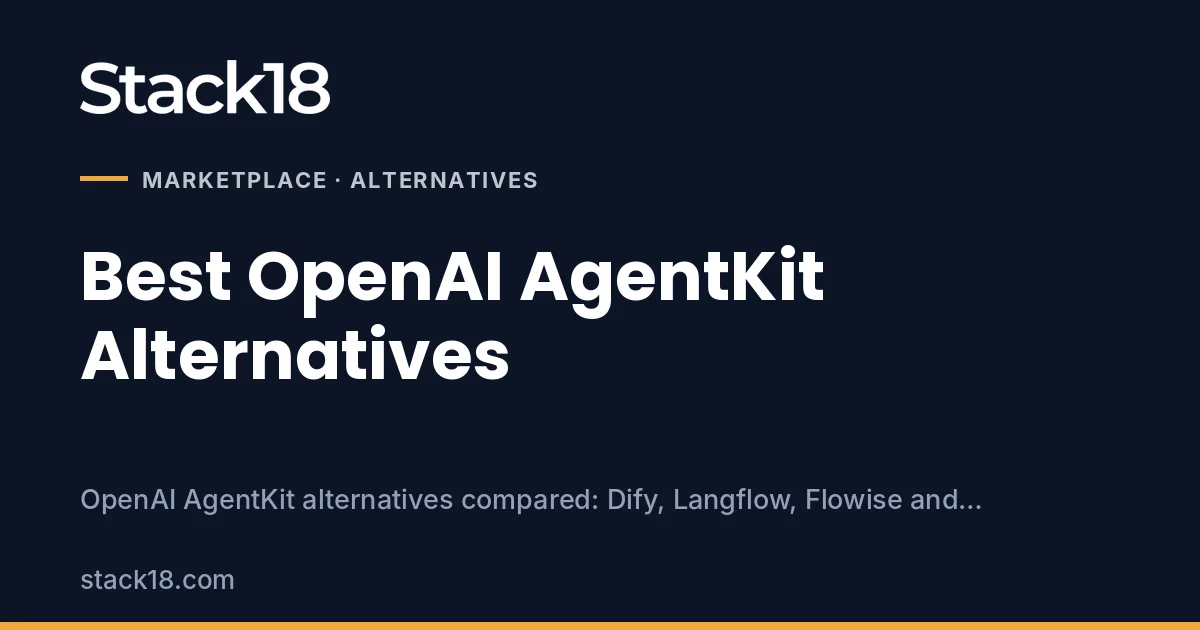 Stack18
MARKETPLACE · ALTERNATIVES
Best OpenAI AgentKit
Alternatives
OpenAI AgentKit alternatives compared: Dify, Langflow, Flowise and...
stack18.com